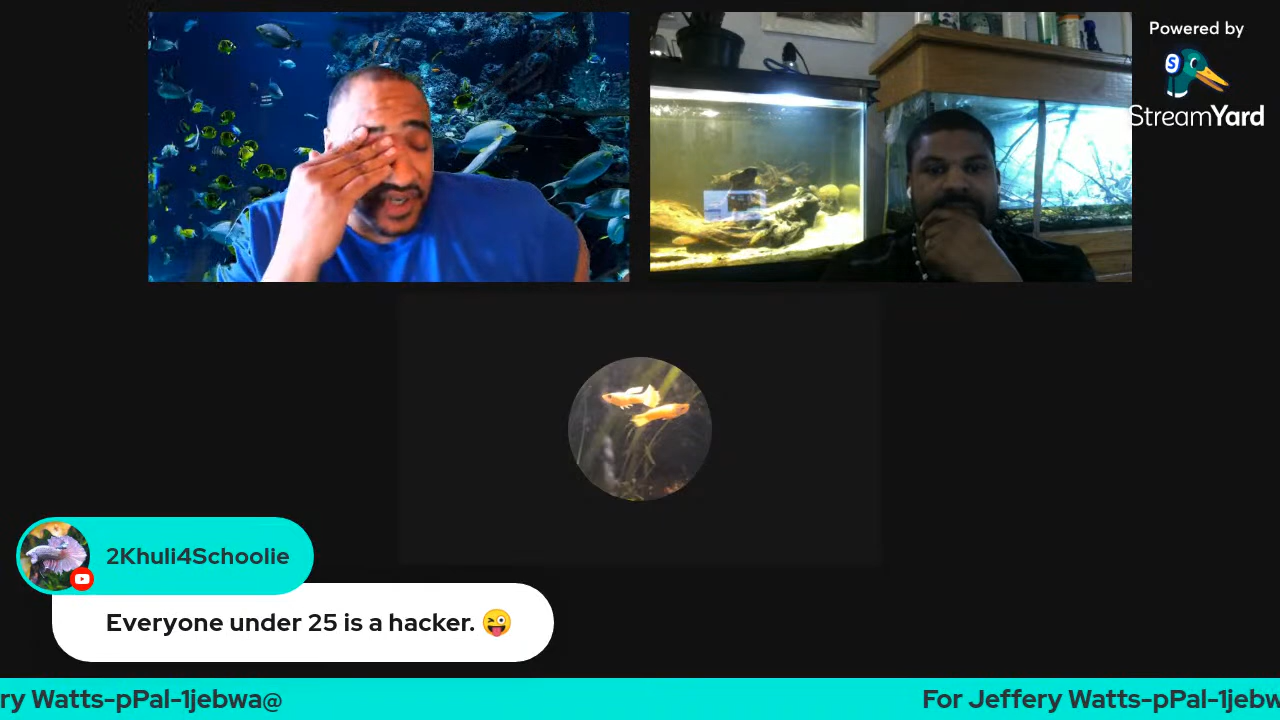 Powered by
S
StreamYard
2Khuli4Schoolie
Everyone under 25 is a hacker. 😜
ry Watts-pPal-1jebwa@
For Jeffery Watts-pPal-1jebw